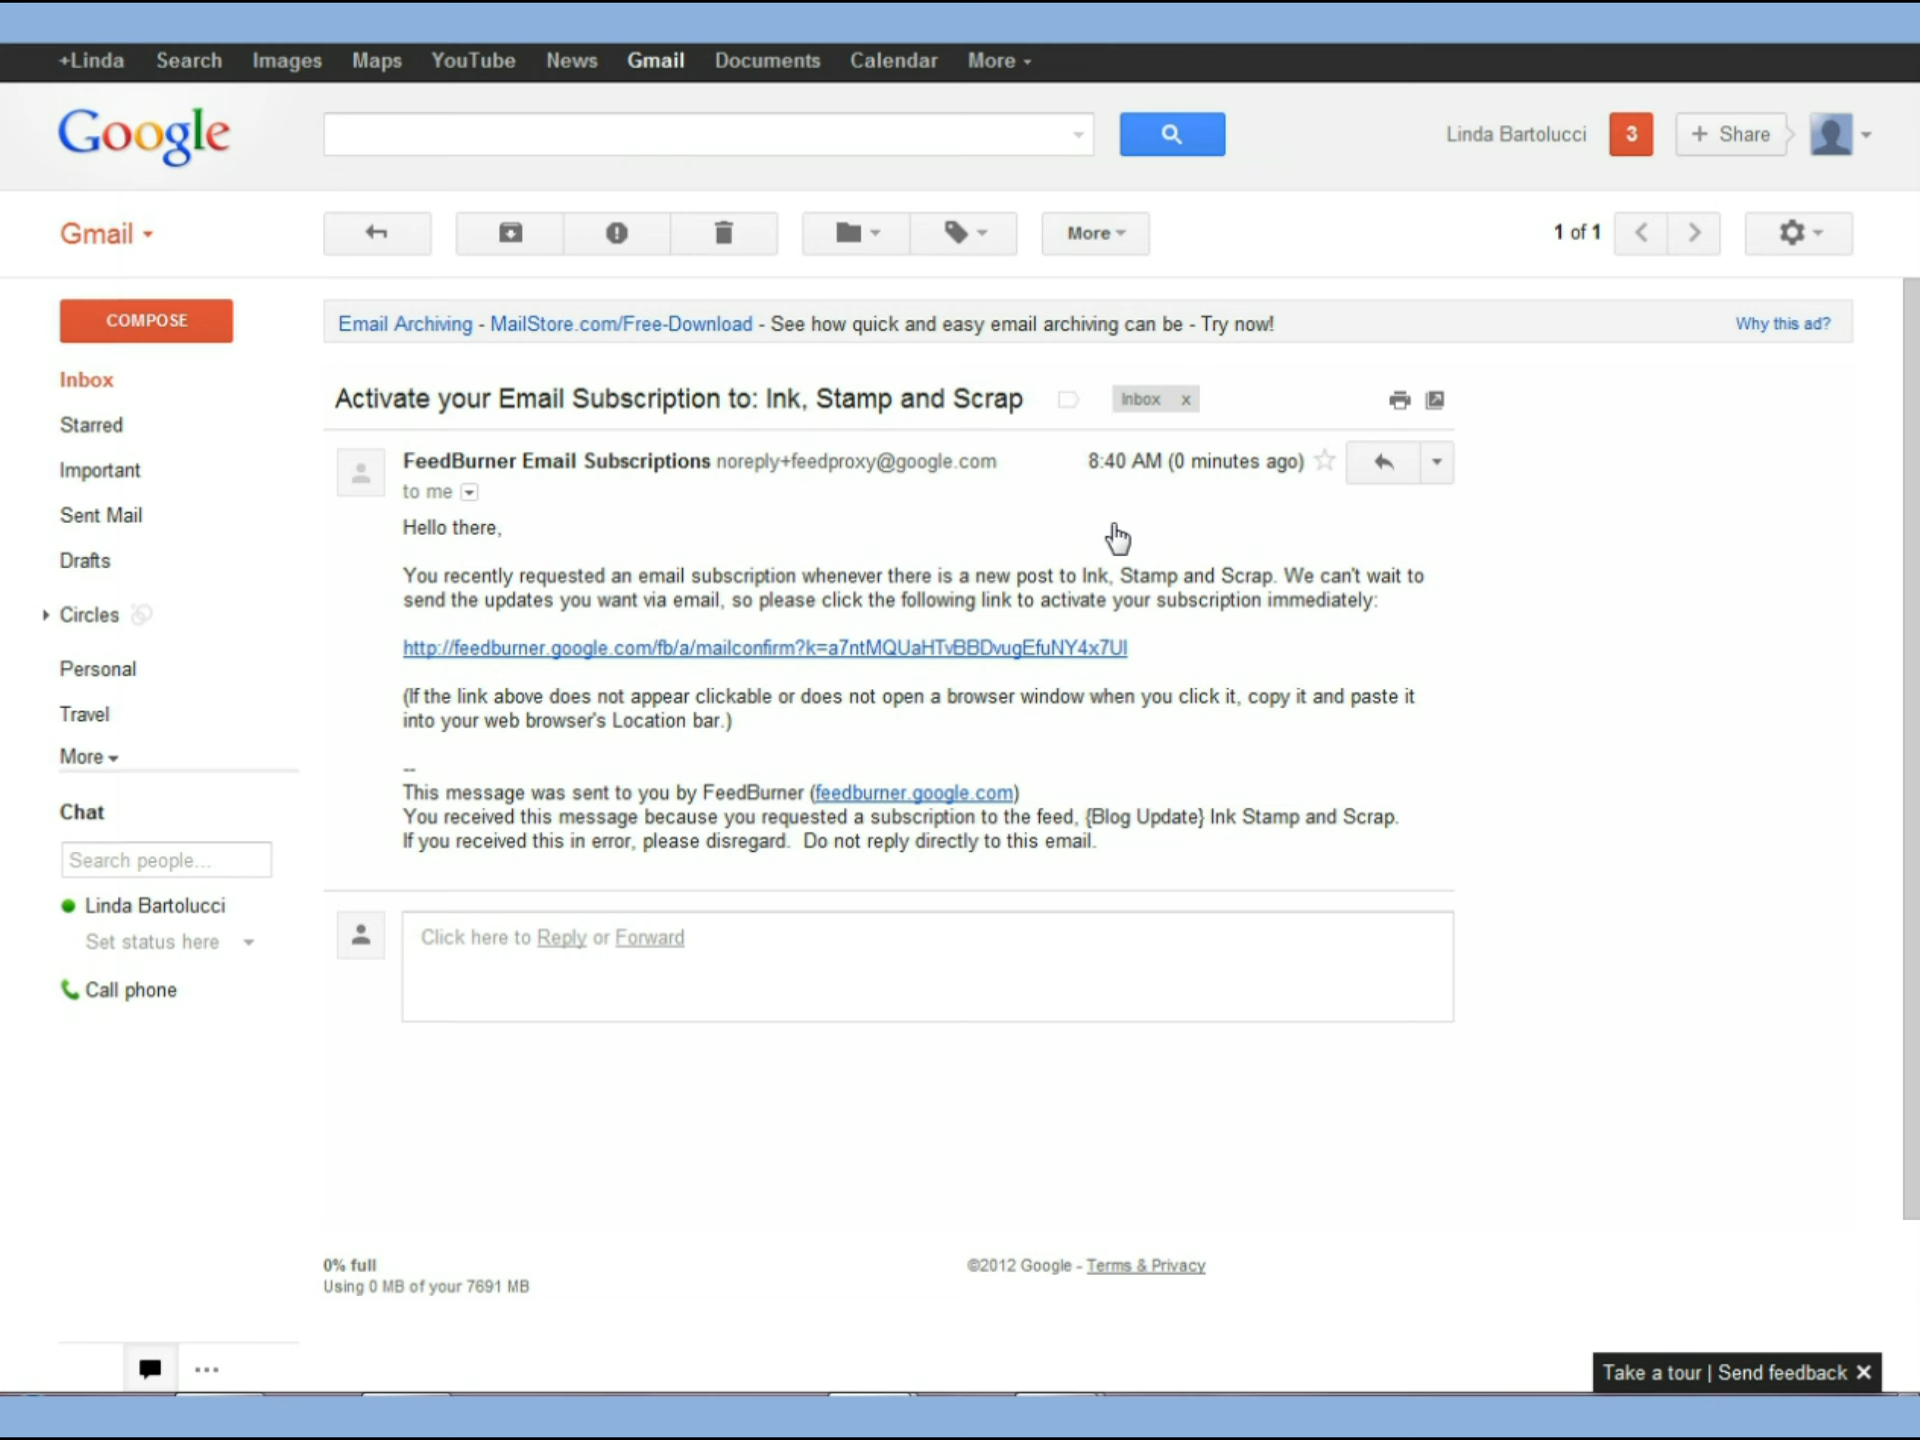 +Linda Search Images Maps YouTube News Gmail Documents Calendar More
Google
Linda Bartolucci 3 + Share
Gmail
More
1 of 1
COMPOSE
Email Archiving - MailStore.com/Free-Download - See how quick and easy email archiving can be - Try now!
Why this ad?
Inbox
Starred
Important
Sent Mail
Drafts
Circles
Personal
Travel
More
Activate your Email Subscription to: Ink, Stamp and Scrap
Inbox x
FeedBurner Email Subscriptions noreply+feedproxy@google.com
8:40 AM (0 minutes ago)
to me
Hello there,
You recently requested an email subscription whenever there is a new post to Ink, Stamp and Scrap. We can't wait to
send the updates you want via email, so please click the following link to activate your subscription immediately:
http://feedburner.google.com/fb/a/mailconfirm?k=a7ntMQUaHTvBBDvugEfuNY4x7UI
(If the link above does not appear clickable or does not open a browser window when you click it, copy it and paste it
into your web browser's Location bar.)
--
This message was sent to you by FeedBurner (feedburner.google.com)
You received this message because you requested a subscription to the feed, {Blog Update} Ink Stamp and Scrap.
If you received this in error, please disregard. Do not reply directly to this email.
Click here to Reply or Forward
Chat
Search people...
Linda Bartolucci
Set status here
Call phone
0% full
Using 0 MB of your 7691 MB
©2012 Google - Terms & Privacy
Take a tour | Send feedback X